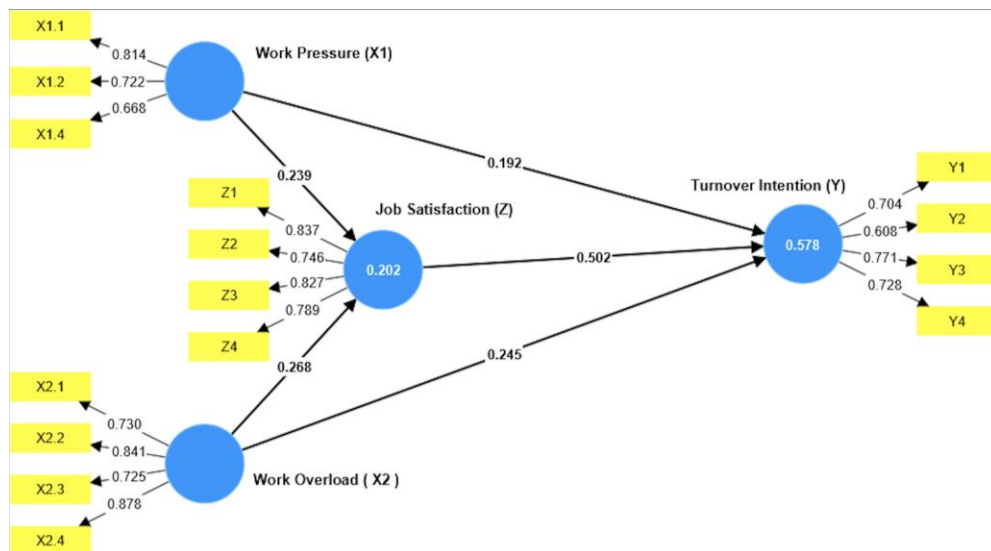 X1.1
0.814
Work Pressure (X1)
X1.2
0.722
0.668
X1.4
0.192
0.239
Z1
0.837
Job Satisfaction (Z)
Z2
0.746
0.202
Z3
0.827
0.789
Z4
0.502
Turnover Intention (Y)
0.578
Y1
0.704
Y2
0.608
0.771
Y3
0.728
Y4
0.268
0.245
X2.1
0.730
X2.2
0.841
X2.3
0.725
0.878
X2.4
Work Overload ( X2 )